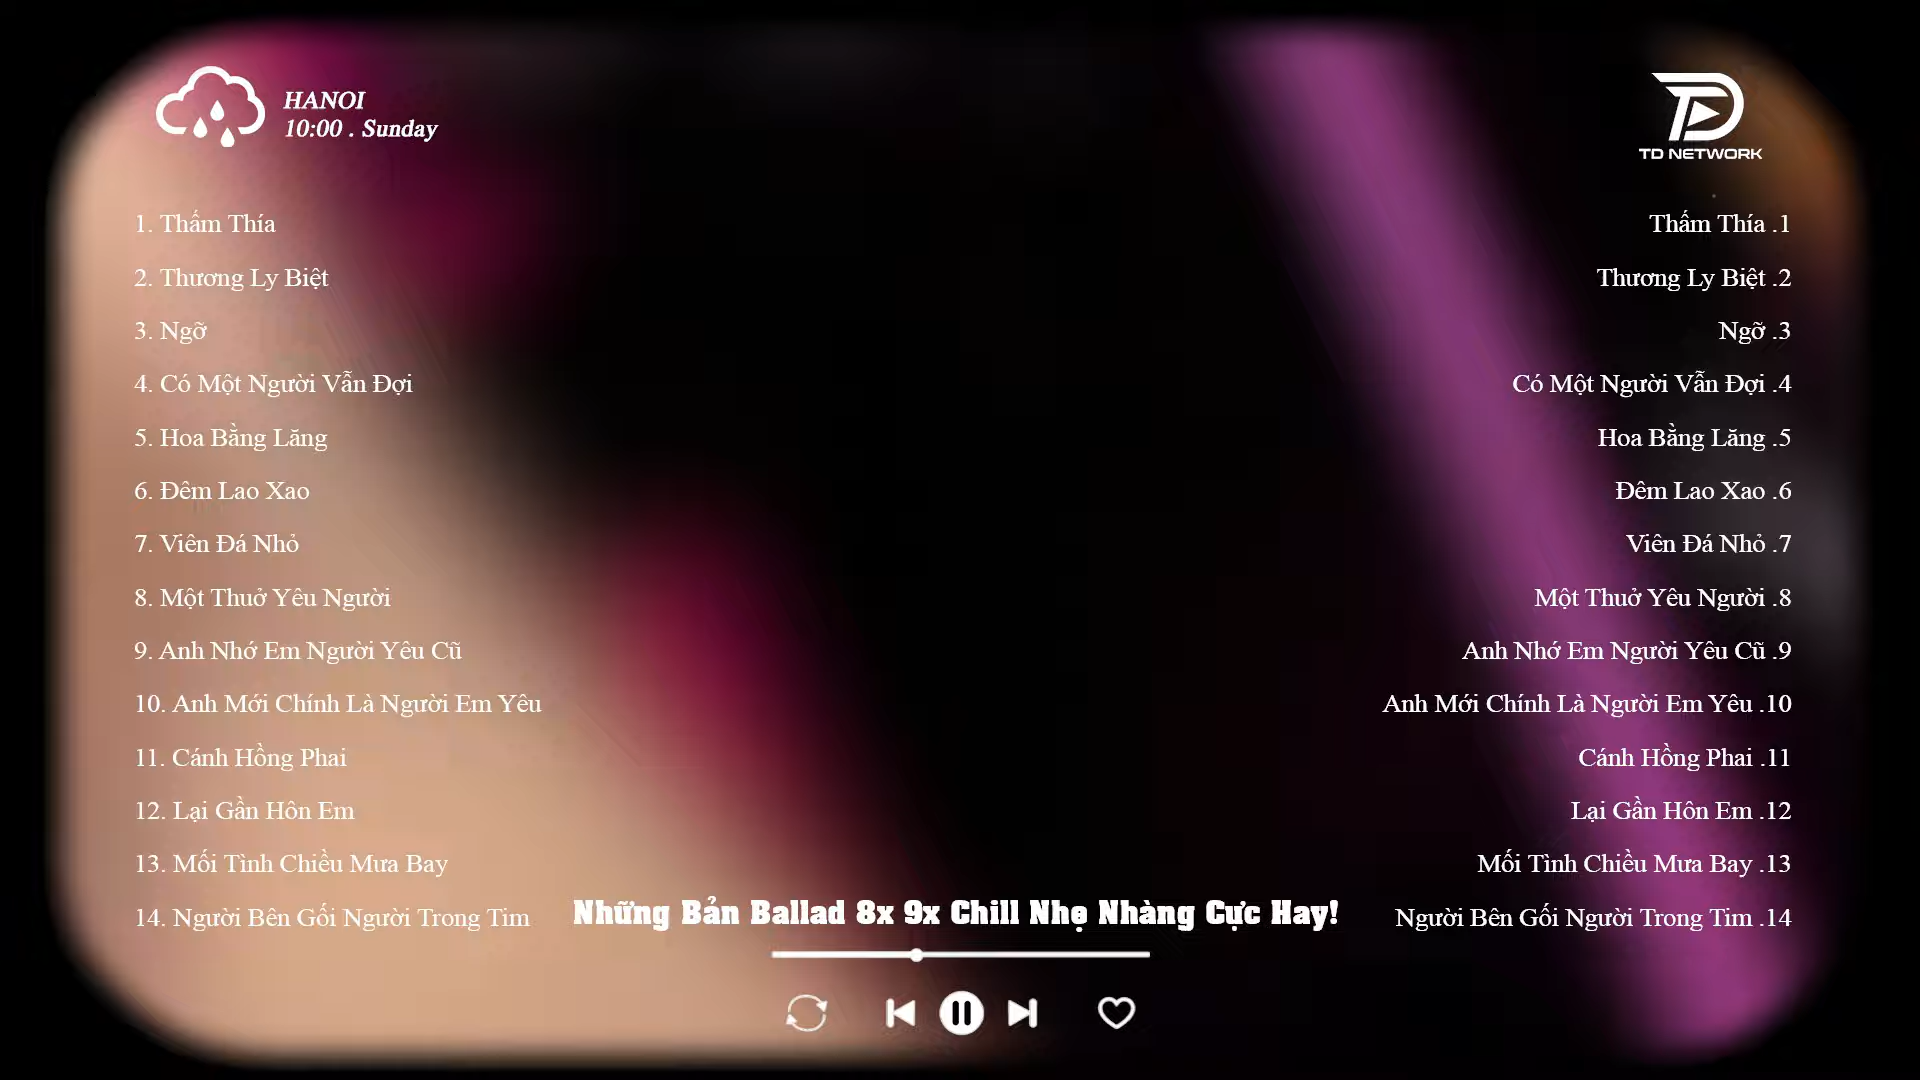 HANOI
10:00 . Sunday
TD NETWORK
1. Thấm Thía
2. Thương Ly Biệt
3. Ngỡ
4. Có Một Người Vẫn Đợi
5. Hoa Bằng Lăng
6. Đêm Lao Xao
7. Viên Đá Nhỏ
8. Một Thuở Yêu Người
9. Anh Nhớ Em Người Yêu Cũ
10. Anh Mới Chính Là Người Em Yêu
11. Cánh Hồng Phai
12. Lại Gần Hôn Em
13. Mối Tình Chiều Mưa Bay
14. Người Bên Gối Người Trong Tim
Thấm Thía .1
Thương Ly Biệt .2
Ngỡ .3
Có Một Người Vẫn Đợi .4
Hoa Bằng Lăng .5
Đêm Lao Xao .6
Viên Đá Nhỏ .7
Một Thuở Yêu Người .8
Anh Nhớ Em Người Yêu Cũ .9
Anh Mới Chính Là Người Em Yêu .10
Cánh Hồng Phai .11
Lại Gần Hôn Em .12
Mối Tình Chiều Mưa Bay .13
Người Bên Gối Người Trong Tim .14
Những Bản Ballad 8x 9x Chill Nhẹ Nhàng Cực Hay!